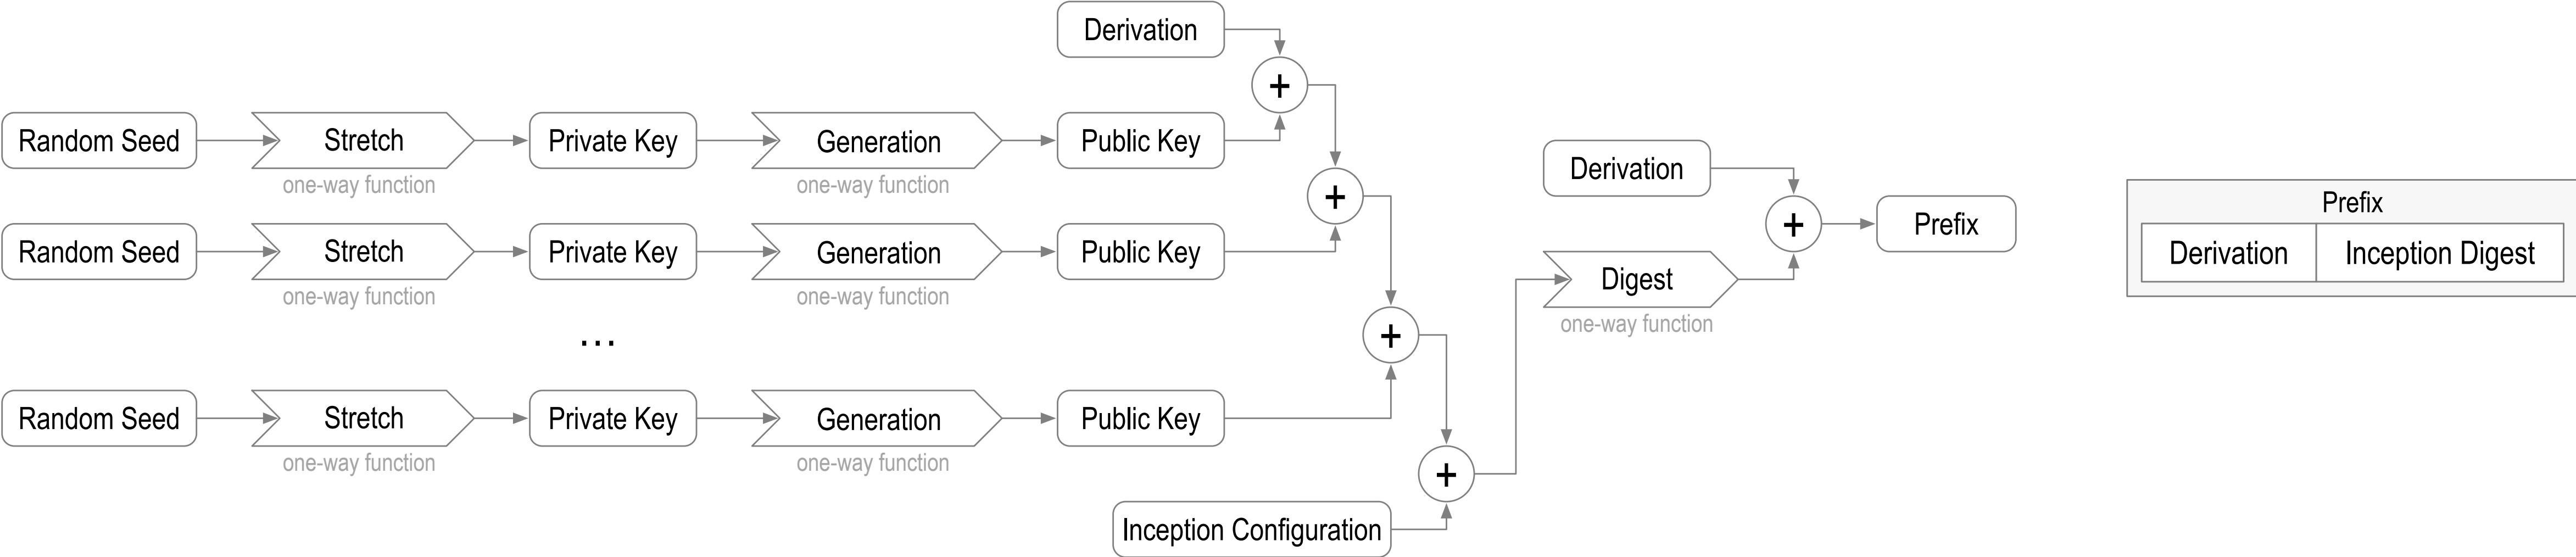 Derivation
+
Random Seed
Stretch
one-way function
Private Key
Generation
one-way function
Public Key
+
Random Seed
Stretch
one-way function
Private Key
Generation
one-way function
Public Key
...
+
Random Seed
Stretch
one-way function
Private Key
Generation
one-way function
Public Key
+
Inception Configuration
Derivation
+
Digest
one-way function
Prefix
Prefix
Derivation
Inception Digest